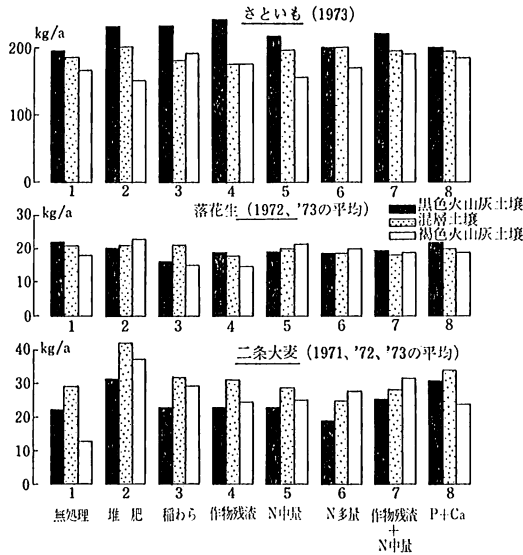 さといも (1973)
kg/a
200
100
0
1 2 3 4 5 6 7 8
落花生 (1972、'73の平均)
kg/a
黒色火山灰土壌
混層土壌
褐色火山灰土壌
30
20
10
0
1 2 3 4 5 6 7 8
二条大麦 (1971、'72、'73の平均)
kg/a
40
30
20
10
0
1 2 3 4 5 6 7 8
無処理 堆肥 稲わら 作物残渣 N中量 N多量 作物残渣 P+Ca
+
N中量